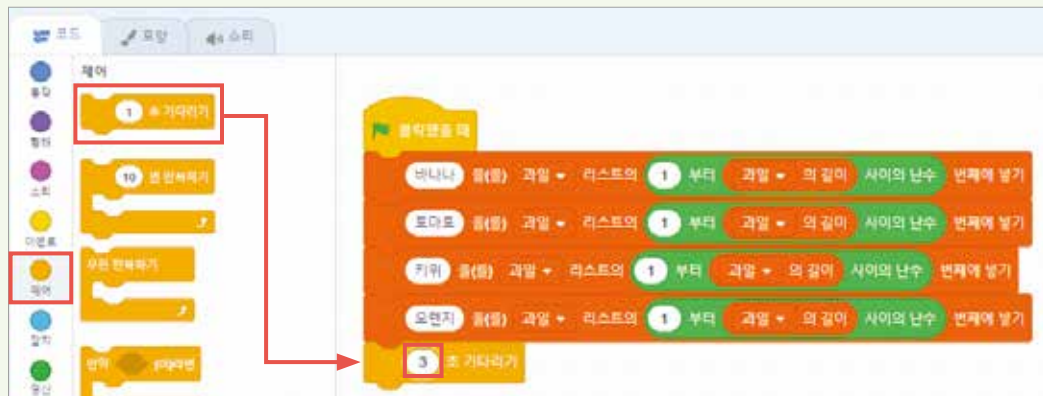 코드
모양
소리
제어
동작
형태
소리
이벤트
제어
감지
연산
1 초 기다리기
10 번 반복하기
무한 반복하기
만약 (이)라면
클릭했을 때
바나나 을(를) 과일 리스트의 1 부터 과일 의 길이 사이의 난수 번째에 넣기
토마토 을(를) 과일 리스트의 1 부터 과일 의 길이 사이의 난수 번째에 넣기
키위 을(를) 과일 리스트의 1 부터 과일 의 길이 사이의 난수 번째에 넣기
오렌지 을(를) 과일 리스트의 1 부터 과일 의 길이 사이의 난수 번째에 넣기
3 초 기다리기